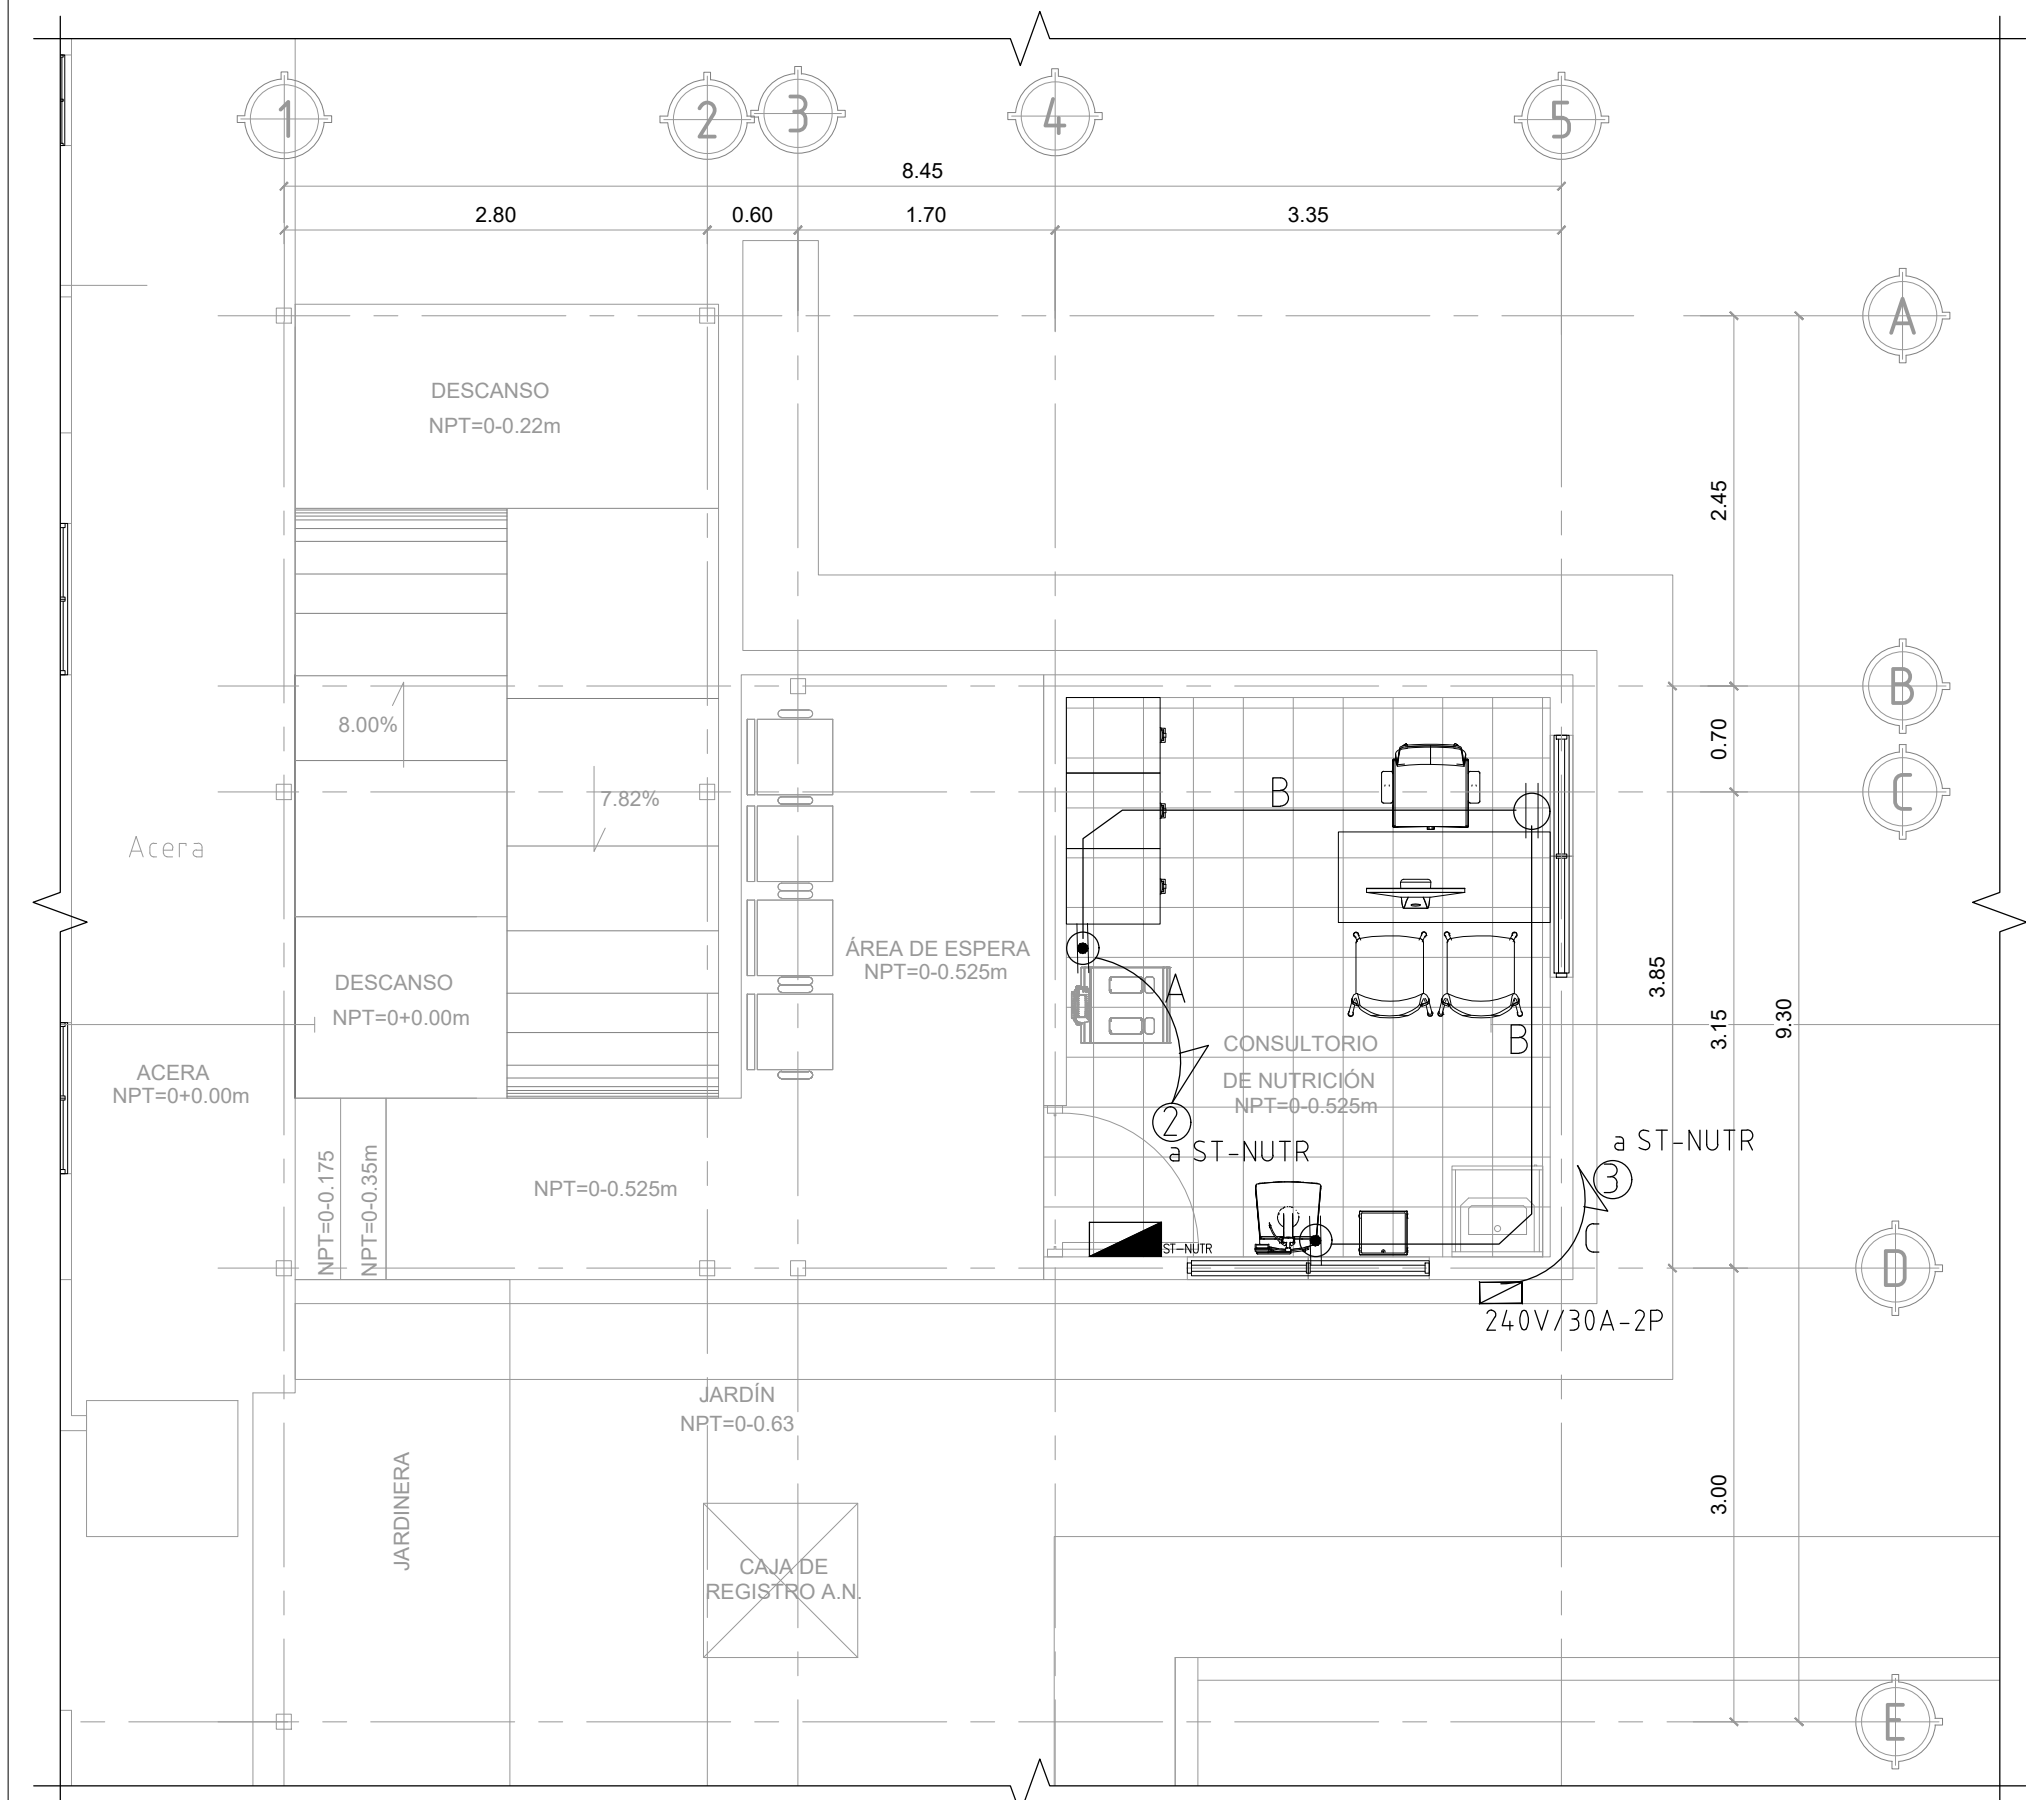 1
2
3
4
5
8.45
2.80
0.60
1.70
3.35
A
DESCANSO
NPT=0-0.22m
2.45
B
8.00%
0.70
7.82%
B
C
Acera
ÁREA DE ESPERA
NPT=0-0.525m
DESCANSO
NPT=0+0.00m
A
3.85
3.15
9.30
CONSULTORIO
DE NUTRICIÓN
NPT=0-0.525m
B
ACERA
NPT=0+0.00m
2
a ST-NUTR
a ST-NUTR
3
NPT=0-0.175
NPT=0-0.35m
NPT=0-0.525m
ST-NUTR
C
D
240V/30A-2P
JARDÍN
NPT=0-0.63
JARDINERA
3.00
CAJA DE
REGISTRO A.N.
E